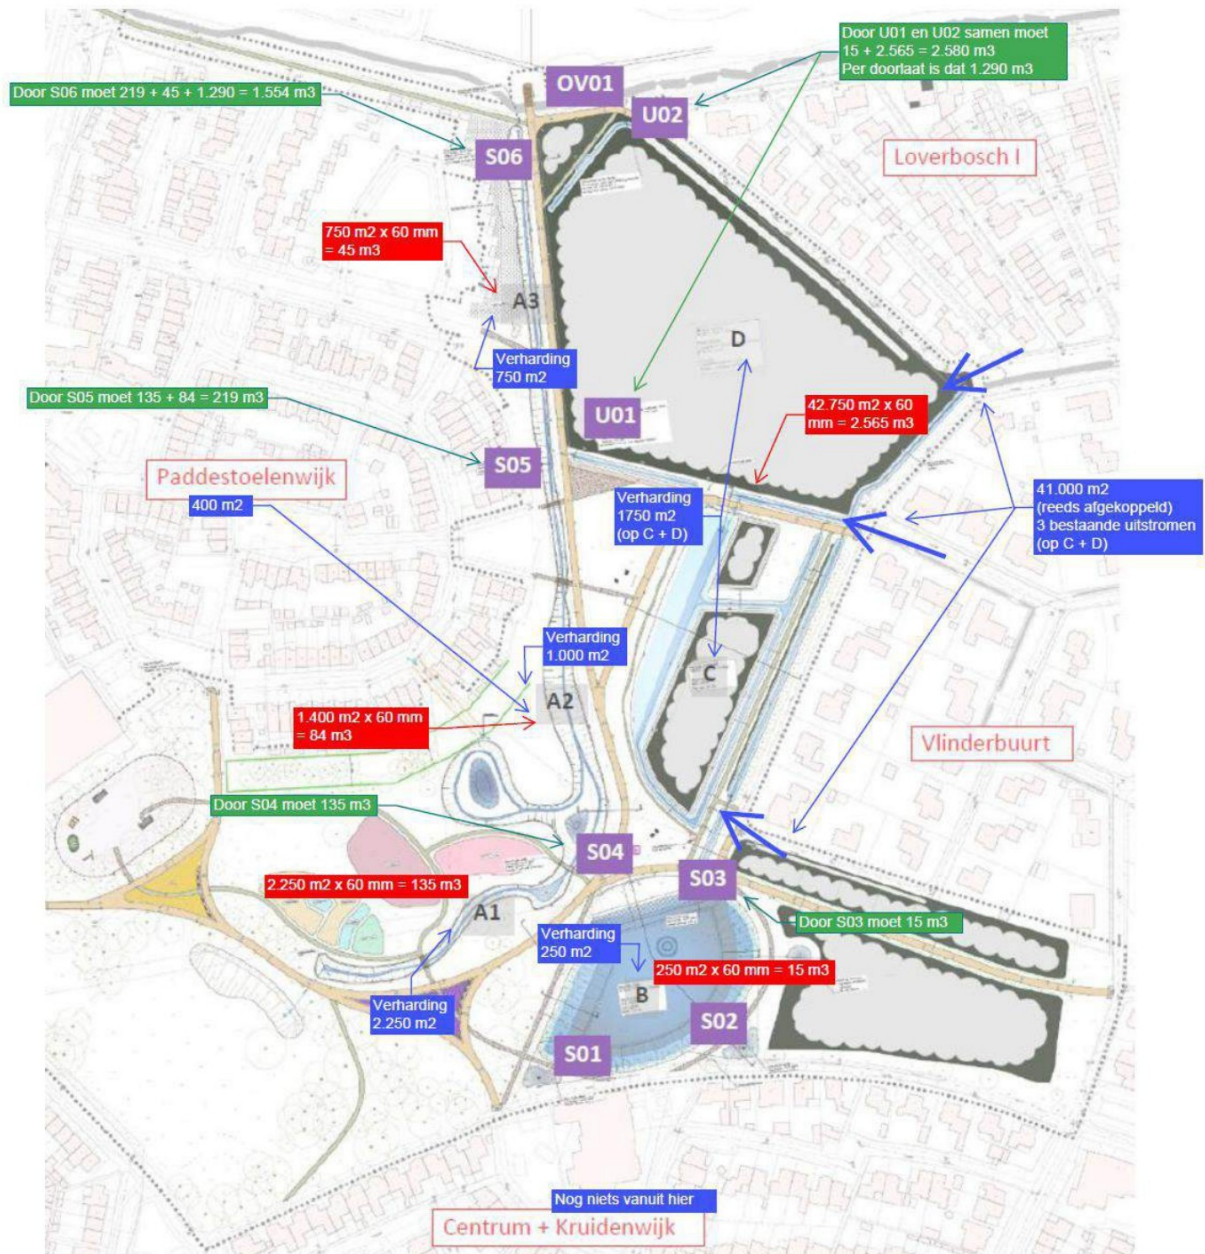 Door U01 en U02 samen moet
15 + 2.565 = 2.580 m3
Per doorlaat is dat 1.290 m3
OV01
Door S06 moet 219 + 45 + 1.290 = 1.554 m3
U02
S06
Loverbosch I
750 m2 x 60 mm
= 45 m3
A3
D
Verharding
750 m2
Door S05 moet 135 + 84 = 219 m3
U01
42.750 m2 x 60
mm = 2.565 m3
S05
Paddestoelenwijk
400 m2
Verharding
1750 m2
(op C + D)
41.000 m2
(reeds afgekoppeld)
3 bestaande uitstromen
(op C + D)
Verharding
1.000 m2
C
A2
1.400 m2 x 60 mm
= 84 m3
Vlinderbuurt
Door S04 moet 135 m3
S04
S03
2.250 m2 x 60 mm = 135 m3
A1
Door S03 moet 15 m3
Verharding
250 m2
250 m2 x 60 mm = 15 m3
B
Verharding
2.250 m2
S02
S01
Nog niets vanuit hier
Centrum + Kruidenwijk